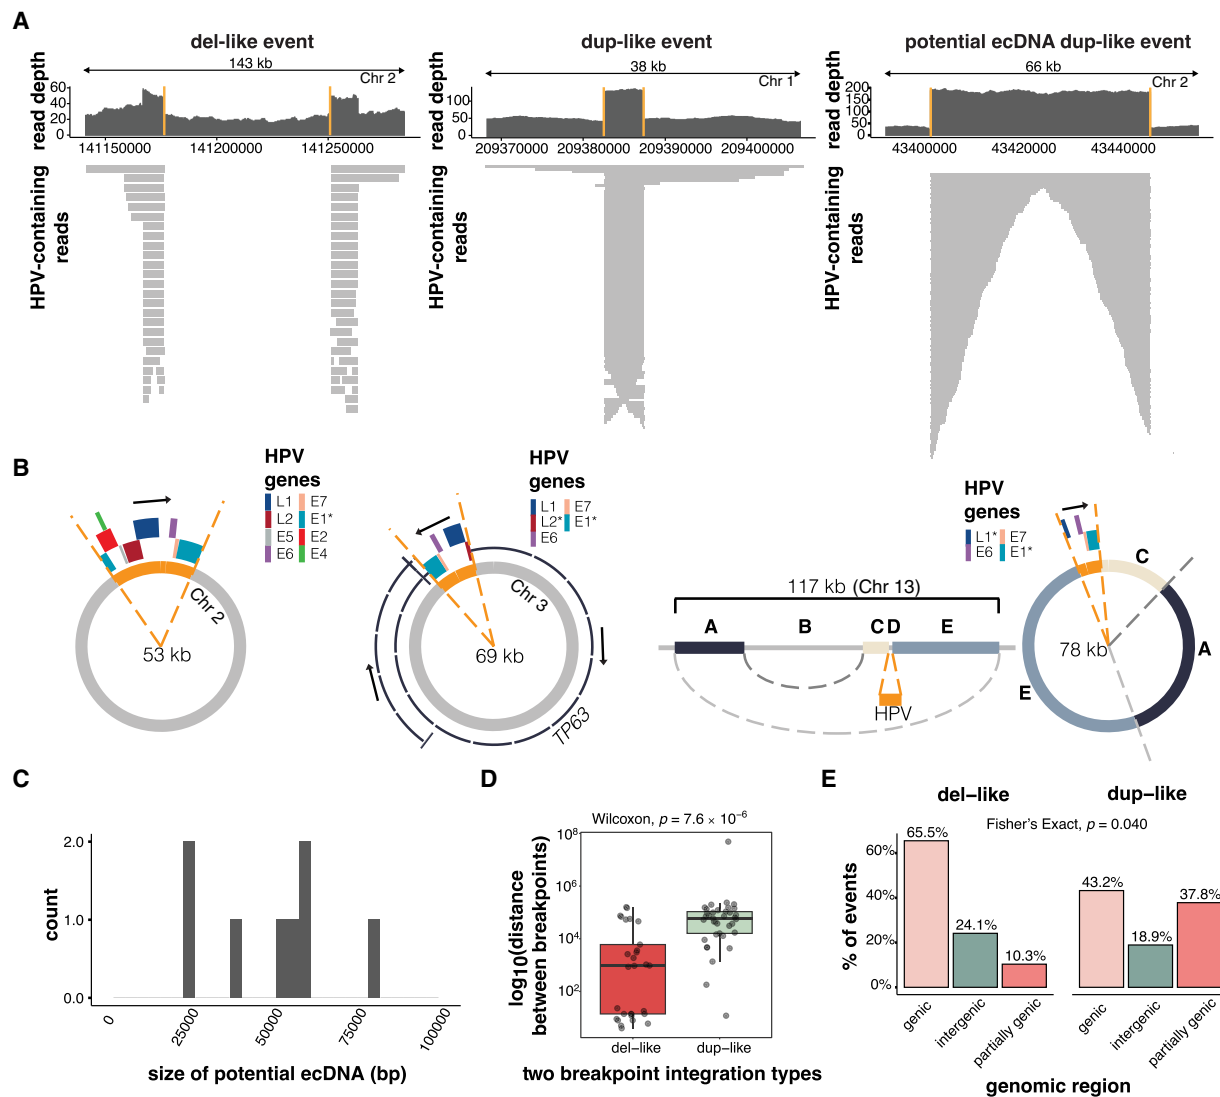 A
del-like event
143 kb
Chr 2
read depth
60
40
20
0
141150000 141200000 141250000
HPV-containing
reads
dup-like event
38 kb
Chr 1
read depth
100
50
0
209370000 209380000 209390000 209400000
HPV-containing
reads
potential ecDNA dup-like event
66 kb
Chr 2
read depth
200
150
100
50
0
43400000 43420000 43440000
HPV-containing
reads
B
HPV
genes
L1 E7
L2 E1*
E5 E2
E6 E4
Chr 2
53 kb
HPV
genes
L1 E7
L2* E1*
E6
Chr 3
69 kb
TP63
117 kb (Chr 13)
A B C D E
HPV
HPV
genes
L1* E7
E6 E1*
C
A
E
78 kb
C
count
2.0
1.0
0.0
0 25000 50000 75000 100000
size of potential ecDNA (bp)
D
Wilcoxon, p = 7.6 × 10⁻⁶
log10(distance
between breakpoints)
10⁸
10⁶
10⁴
10²
del−like dup−like
two breakpoint integration types
E
del−like dup−like
Fisher's Exact, p = 0.040
% of events
60%
40%
20%
0%
65.5%
24.1%
10.3%
43.2%
18.9%
37.8%
genic intergenic partially genic genic intergenic partially genic
genomic region